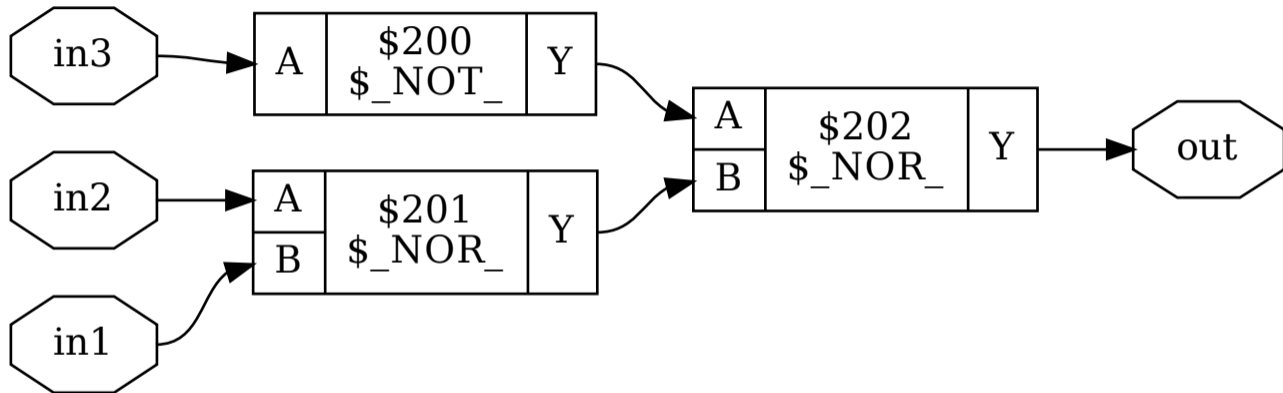 in3
A
$200
$_NOT_
Y
in2
A
B
$201
$_NOR_
Y
in1
A
B
$202
$_NOR_
Y
out